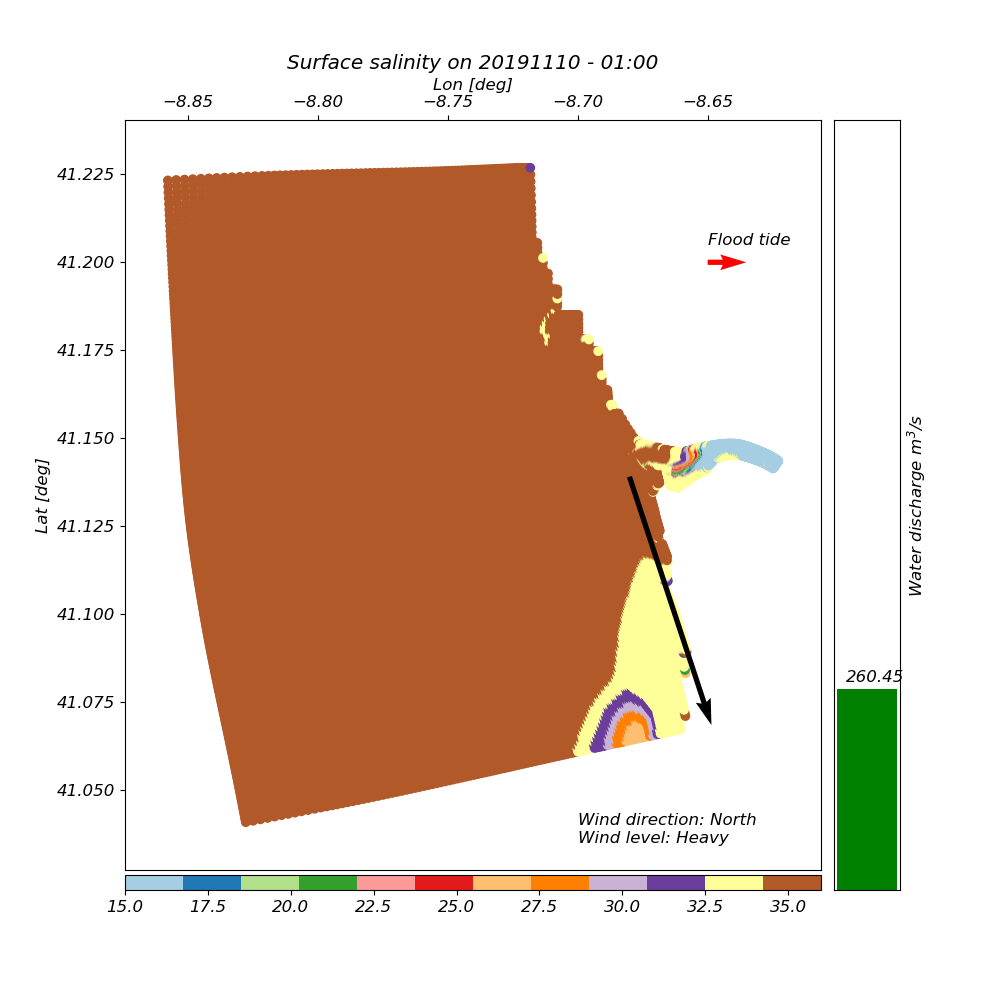 Surface salinity on 20191110 - 01:00
Lon [deg]
−8.85 −8.80 −8.75 −8.70 −8.65
41.225
41.200
41.175
41.150
41.125
41.100
41.075
41.050
Lat [deg]
Flood tide
Wind direction: North
Wind level: Heavy
15.0 17.5 20.0 22.5 25.0 27.5 30.0 32.5 35.0
260.45
Water discharge m³/s